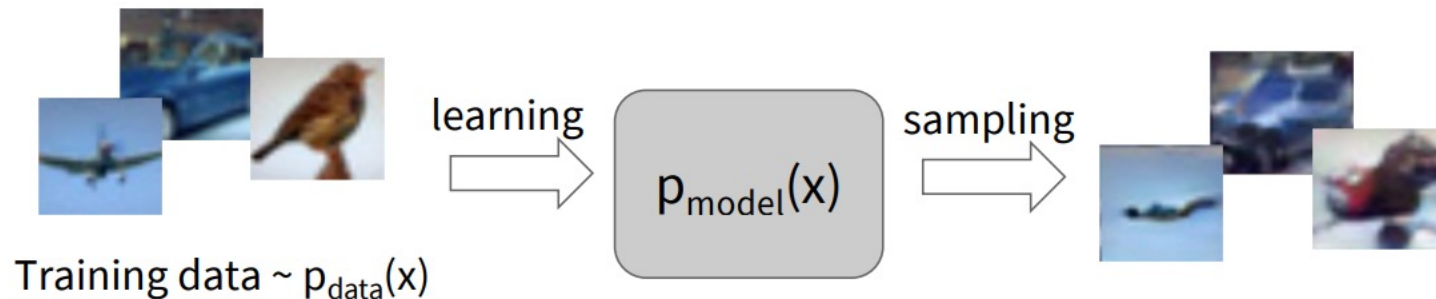 learning
sampling
p_model(x)
Training data ~ p_data(x)